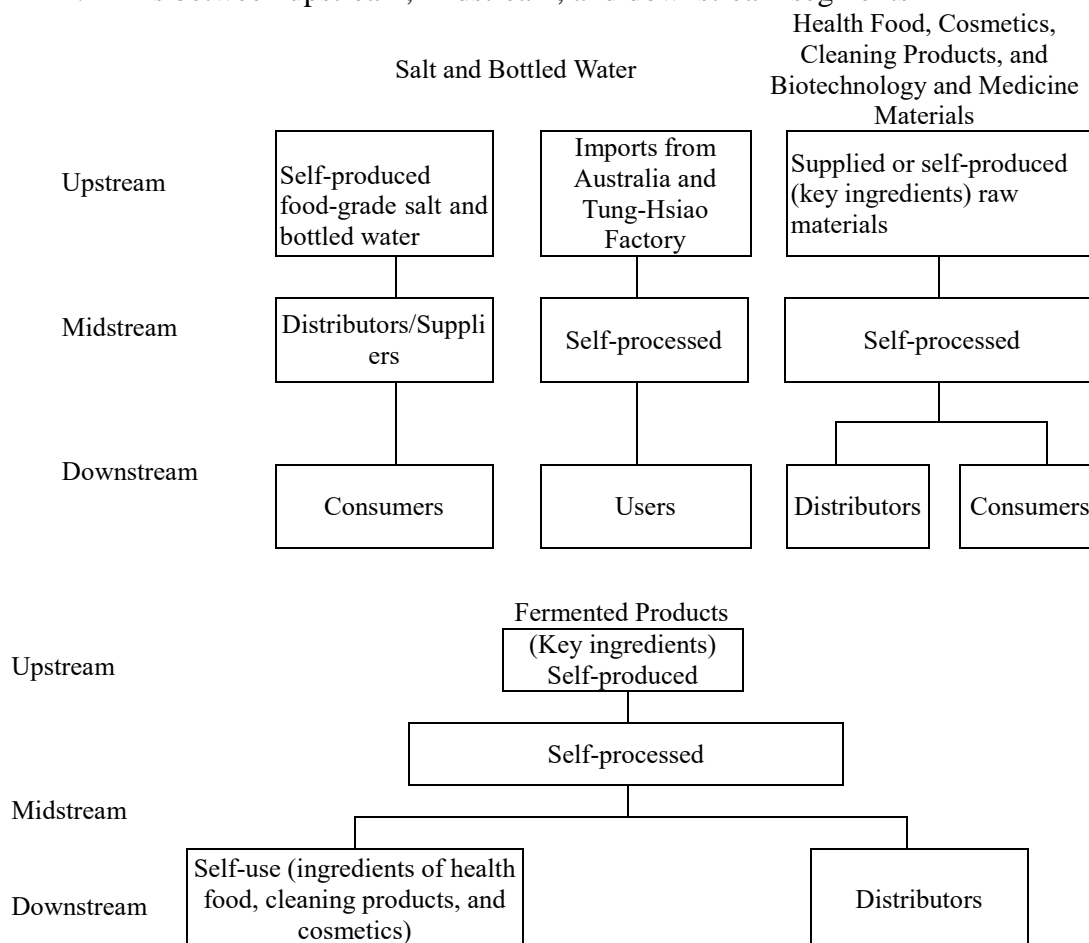 Health Food, Cosmetics,
Cleaning Products, and
Biotechnology and Medicine
Materials
Salt and Bottled Water
Upstream
Self-produced
food-grade salt and
bottled water
Imports from
Australia and
Tung-Hsiao
Factory
Supplied or self-produced
(key ingredients) raw
materials
Midstream
Distributors/Suppli
ers
Self-processed
Self-processed
Downstream
Consumers
Users
Distributors
Consumers
Fermented Products
Upstream
(Key ingredients)
Self-produced
Self-processed
Midstream
Downstream
Self-use (ingredients of health
food, cleaning products, and
cosmetics)
Distributors